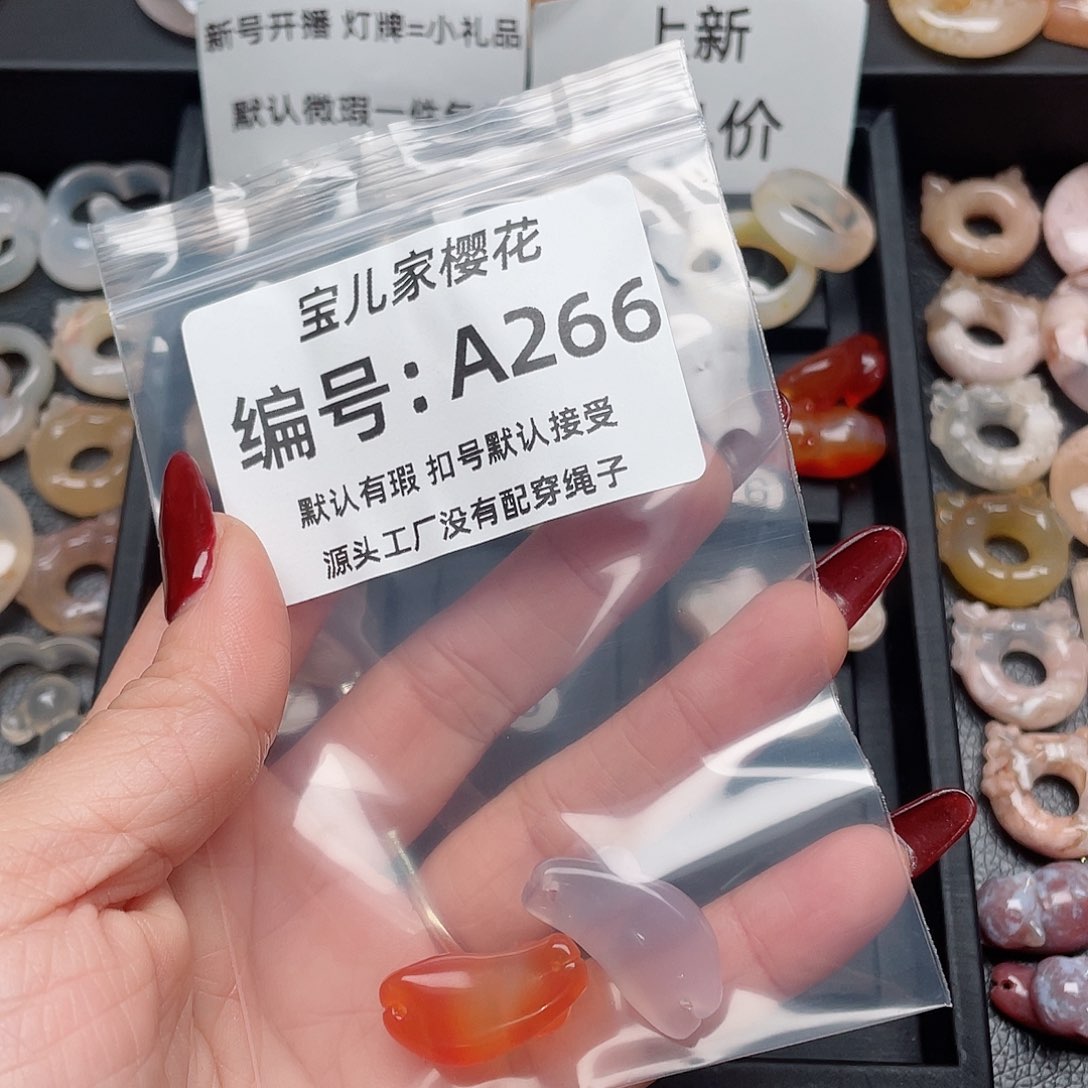 新号开播 灯牌=小礼品
默认微瑕一件
上新
价
宝儿家樱花
编号:A266
默认有瑕 扣号默认接受
源头工厂没有配穿绳子